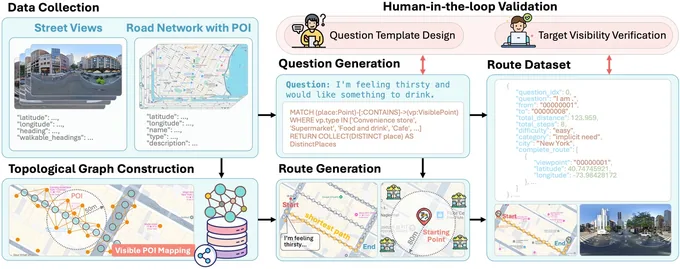 Data Collection
Human-in-the-loop Validation
Street Views
Road Network with POI
Question Template Design
Target Visibility Verification
"latitude": ...,
"longitude": ...,
"heading": ...,
"walkable_headings": ...
"latitude": ...,
"longitude": ...,
"name": ...,
"type": ...,
"description": ...
Question Generation
Question: I'm feeling thirsty and
would like something to drink.
MATCH (place:Point)-[:CONTAINS]->(vp:VisiblePoint)
WHERE vp.type IN ['Convenience store',
'Supermarket', 'Food and drink', 'Cafe', ...]
RETURN COLLECT(DISTINCT place) AS
DistinctPlaces
Route Dataset
{
"question_idx": 0,
"question": "I am .",
"from": "00000001",
"to": "00000008",
"total_distance": 123.959,
"total_steps": 8,
"difficulty": "easy",
"category": "implicit need",
"city": "New York",
"complete_route": [
{
"viewpoint": "00000001",
"latitude": 40.74745921,
"longitude": -73.98428172
},
Topological Graph Construction
POI
50m
Visible POI Mapping
Route Generation
Start
shortest path
I'm feeling
thirsty...
End
Starting
Point
Start
End